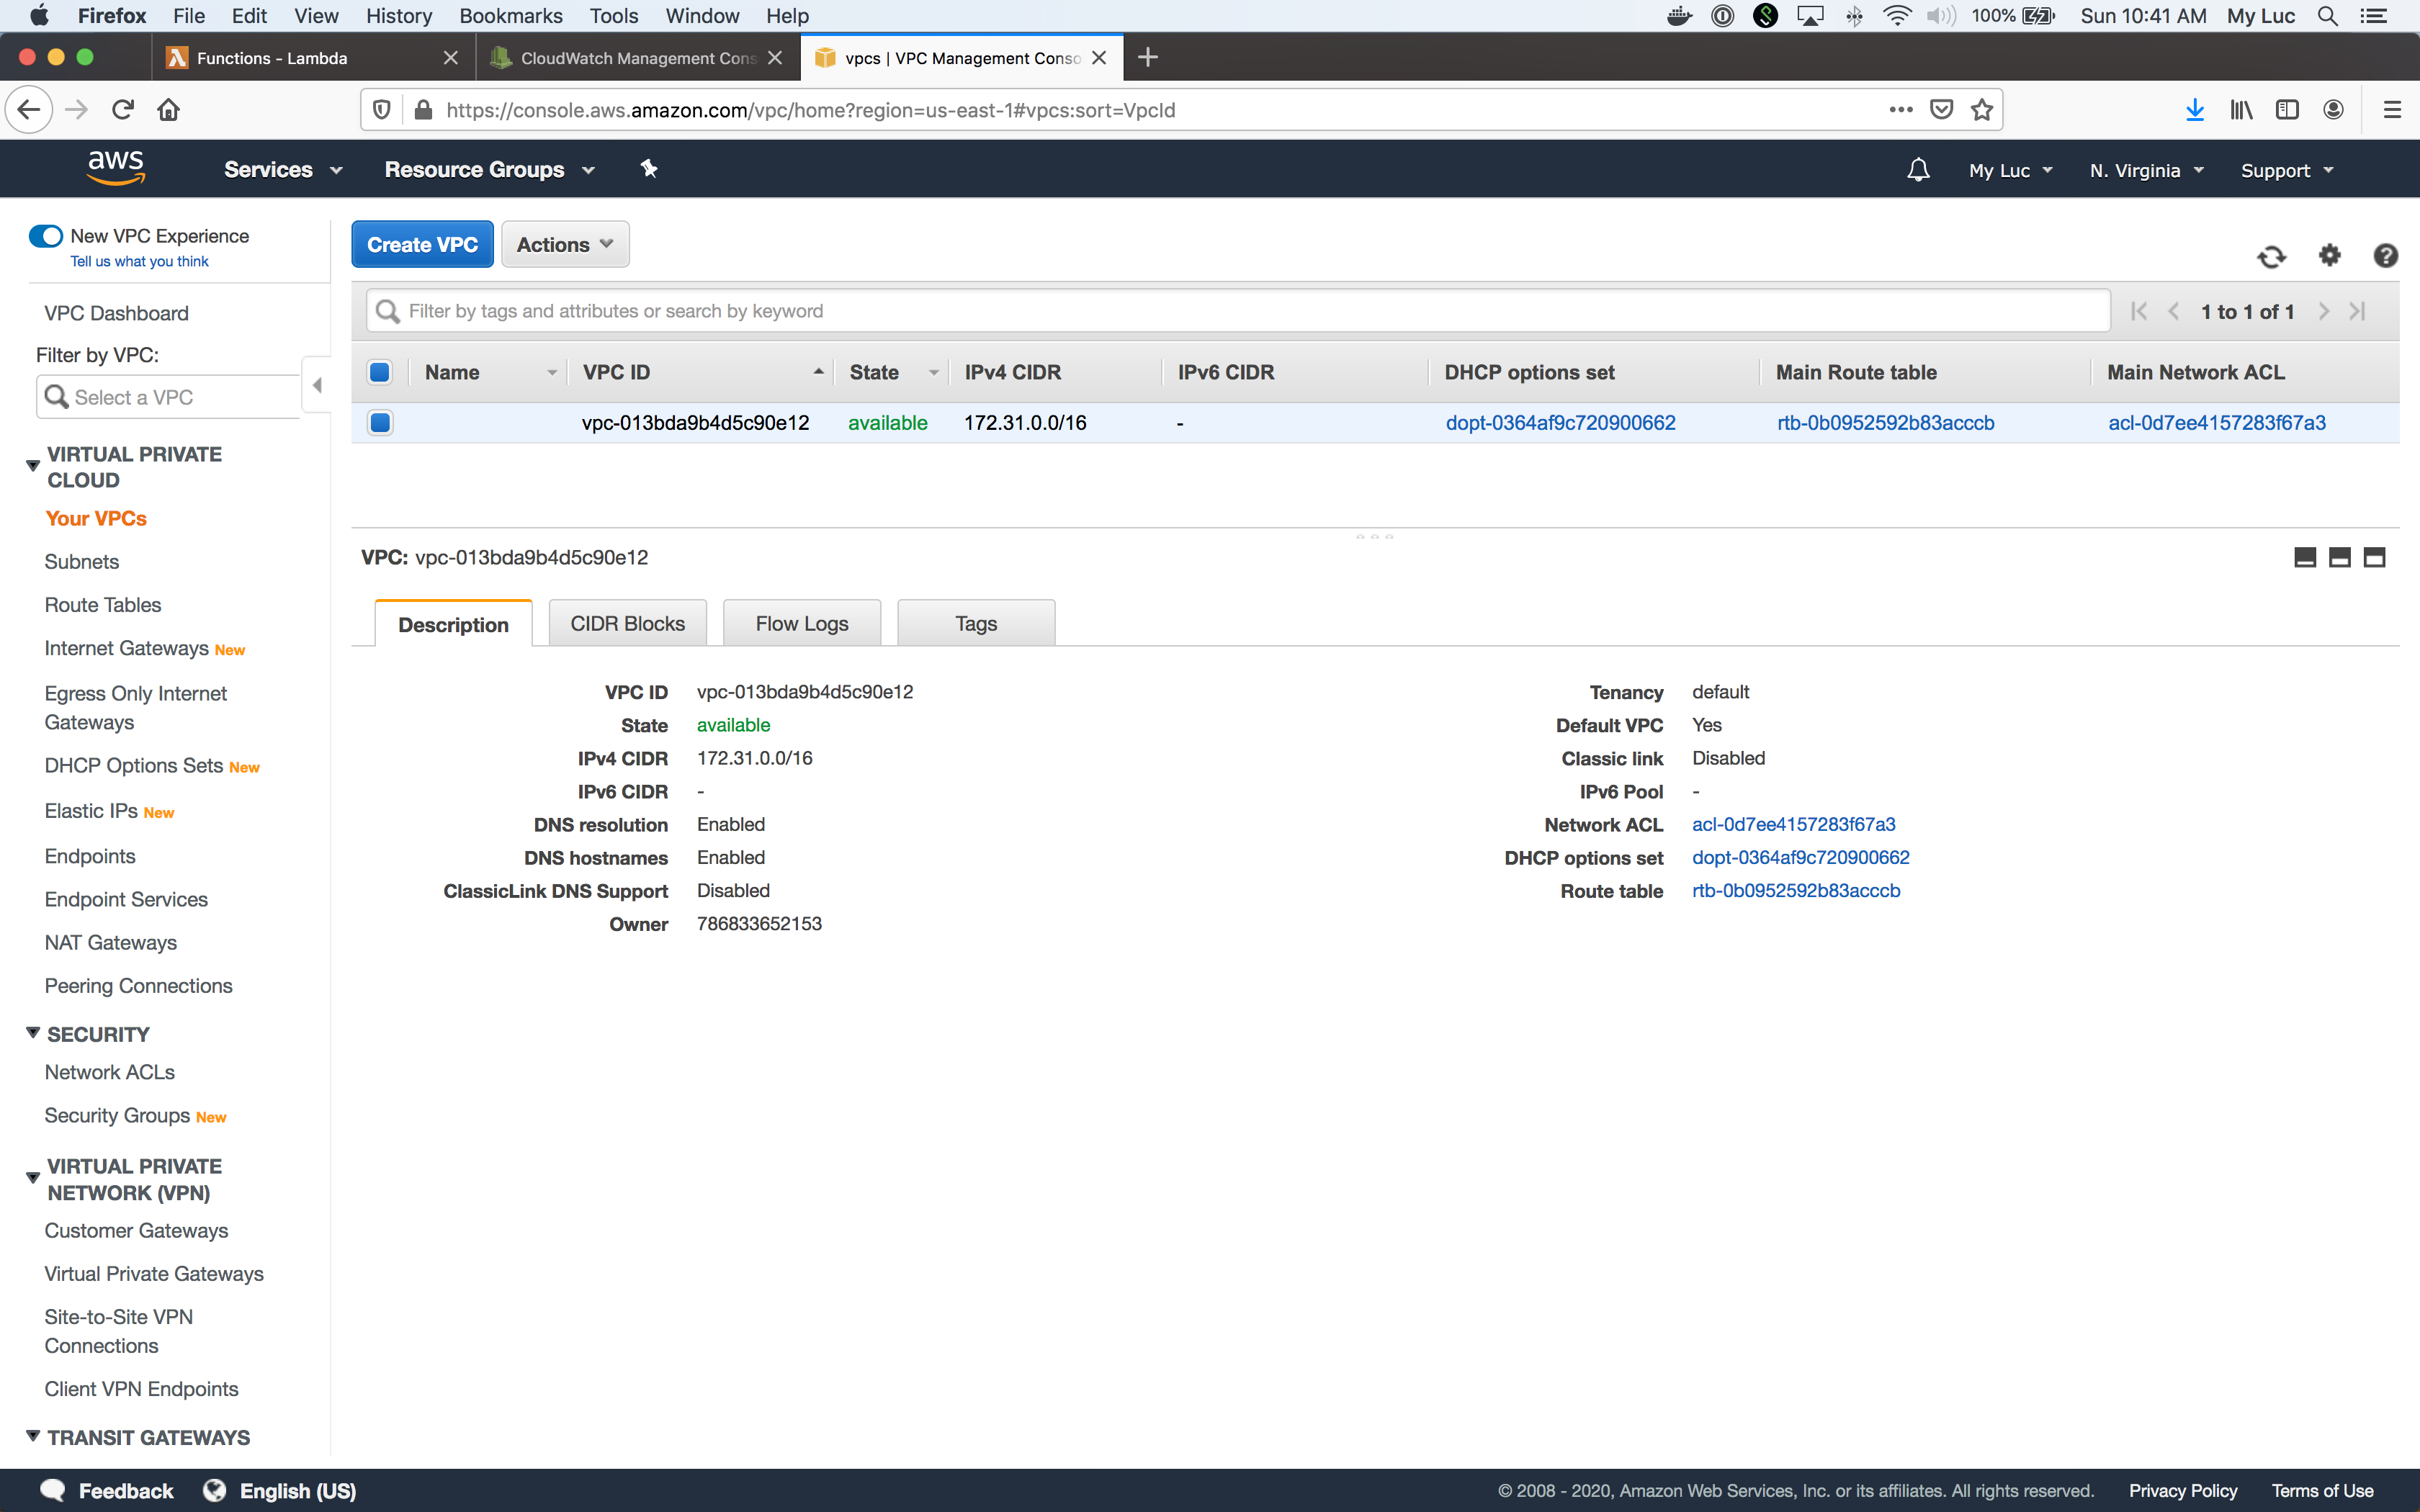 Firefox File Edit View History Bookmarks Tools Window Help 100% Sun 10:41 AM My Luc
Functions - Lambda CloudWatch Management Cons vpcs | VPC Management Conso
https://console.aws.amazon.com/vpc/home?region=us-east-1#vpcs:sort=VpcId
aws Services Resource Groups My Luc N. Virginia Support
New VPC Experience
Tell us what you think
VPC Dashboard
Filter by VPC:
Select a VPC
VIRTUAL PRIVATE
CLOUD
Your VPCs
Subnets
Route Tables
Internet Gateways New
Egress Only Internet
Gateways
DHCP Options Sets New
Elastic IPs New
Endpoints
Endpoint Services
NAT Gateways
Peering Connections
SECURITY
Network ACLs
Security Groups New
VIRTUAL PRIVATE
NETWORK (VPN)
Customer Gateways
Virtual Private Gateways
Site-to-Site VPN
Connections
Client VPN Endpoints
TRANSIT GATEWAYS
Create VPC Actions
Filter by tags and attributes or search by keyword 1 to 1 of 1
Name VPC ID State IPv4 CIDR IPv6 CIDR DHCP options set Main Route table Main Network ACL
vpc-013bda9b4d5c90e12 available 172.31.0.0/16 - dopt-0364af9c720900662 rtb-0b0952592b83acccb acl-0d7ee4157283f67a3
VPC: vpc-013bda9b4d5c90e12
Description CIDR Blocks Flow Logs Tags
VPC ID vpc-013bda9b4d5c90e12
State available
IPv4 CIDR 172.31.0.0/16
IPv6 CIDR -
DNS resolution Enabled
DNS hostnames Enabled
ClassicLink DNS Support Disabled
Owner 786833652153
Tenancy default
Default VPC Yes
Classic link Disabled
IPv6 Pool -
Network ACL acl-0d7ee4157283f67a3
DHCP options set dopt-0364af9c720900662
Route table rtb-0b0952592b83acccb
Feedback English (US) © 2008 - 2020, Amazon Web Services, Inc. or its affiliates. All rights reserved. Privacy Policy Terms of Use